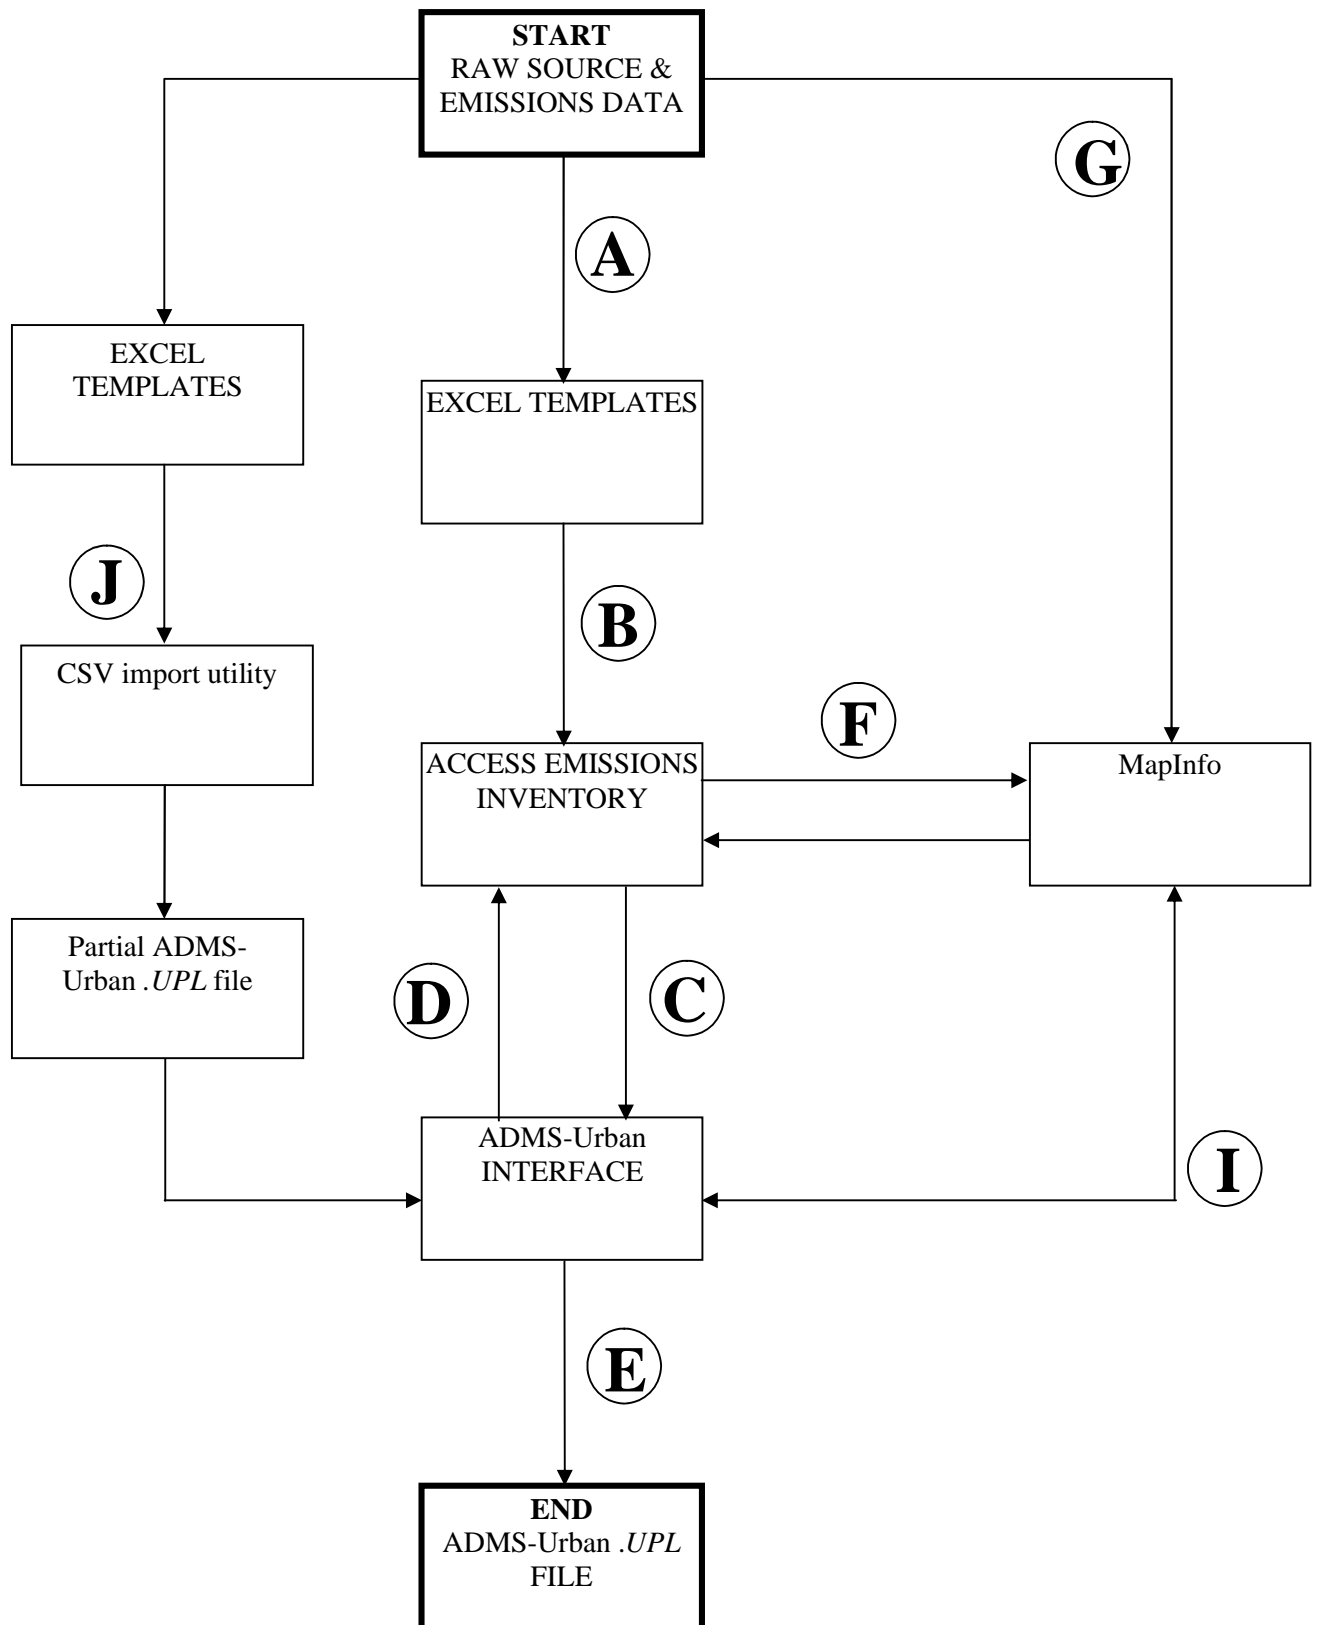 START
RAW SOURCE &
EMISSIONS DATA
G
A
EXCEL
TEMPLATES
EXCEL TEMPLATES
J
B
CSV import utility
F
ACCESS EMISSIONS
INVENTORY
MapInfo
Partial ADMS-
Urban .UPL file
D
C
ADMS-Urban
INTERFACE
I
E
END
ADMS-Urban .UPL
FILE